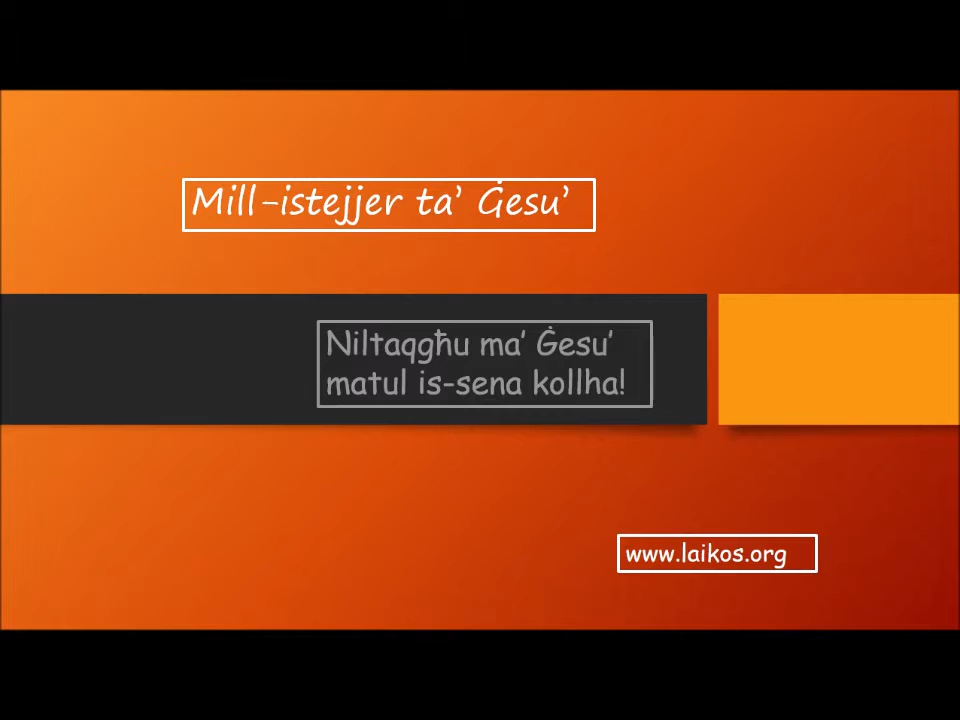 Mill-istejjer ta' Ġesu'
Niltaqgħu ma' Ġesu'
matul is-sena kollha!
www.laikos.org